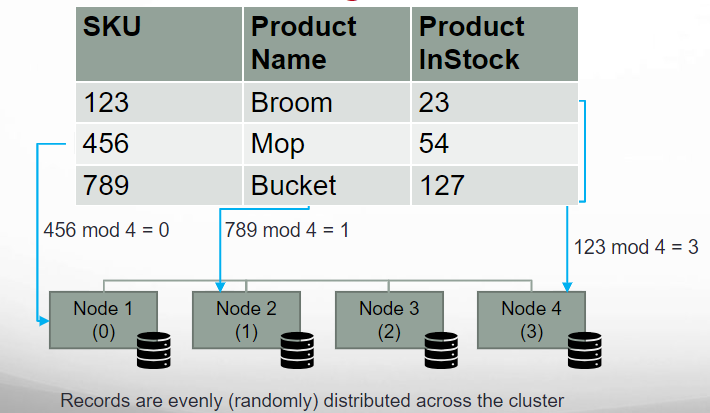 SKU Product Name Product InStock
123 Broom 23
456 Mop 54
789 Bucket 127
456 mod 4 = 0
789 mod 4 = 1
123 mod 4 = 3
Node 1
(0)
Node 2
(1)
Node 3
(2)
Node 4
(3)
Records are evenly (randomly) distributed across the cluster